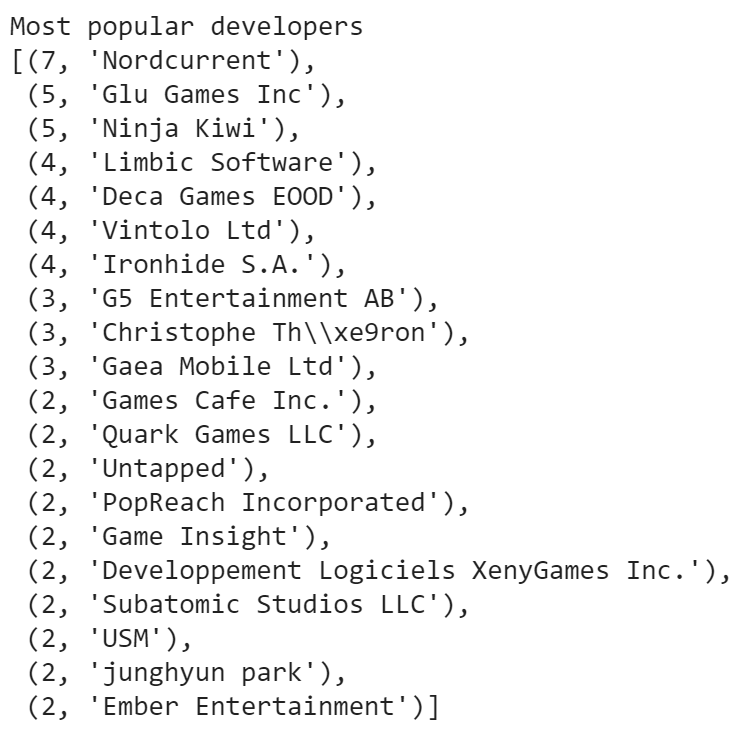 Most popular developers
[(7, 'Nordcurrent'),
 (5, 'Glu Games Inc'),
 (5, 'Ninja Kiwi'),
 (4, 'Limbic Software'),
 (4, 'Deca Games EOOD'),
 (4, 'Vintolo Ltd'),
 (4, 'Ironhide S.A.'),
 (3, 'G5 Entertainment AB'),
 (3, 'Christophe Th\\xe9ron'),
 (3, 'Gaea Mobile Ltd'),
 (2, 'Games Cafe Inc.'),
 (2, 'Quark Games LLC'),
 (2, 'Untapped'),
 (2, 'PopReach Incorporated'),
 (2, 'Game Insight'),
 (2, 'Developpement Logiciels XenyGames Inc.'),
 (2, 'Subatomic Studios LLC'),
 (2, 'USM'),
 (2, 'junghyun park'),
 (2, 'Ember Entertainment')]